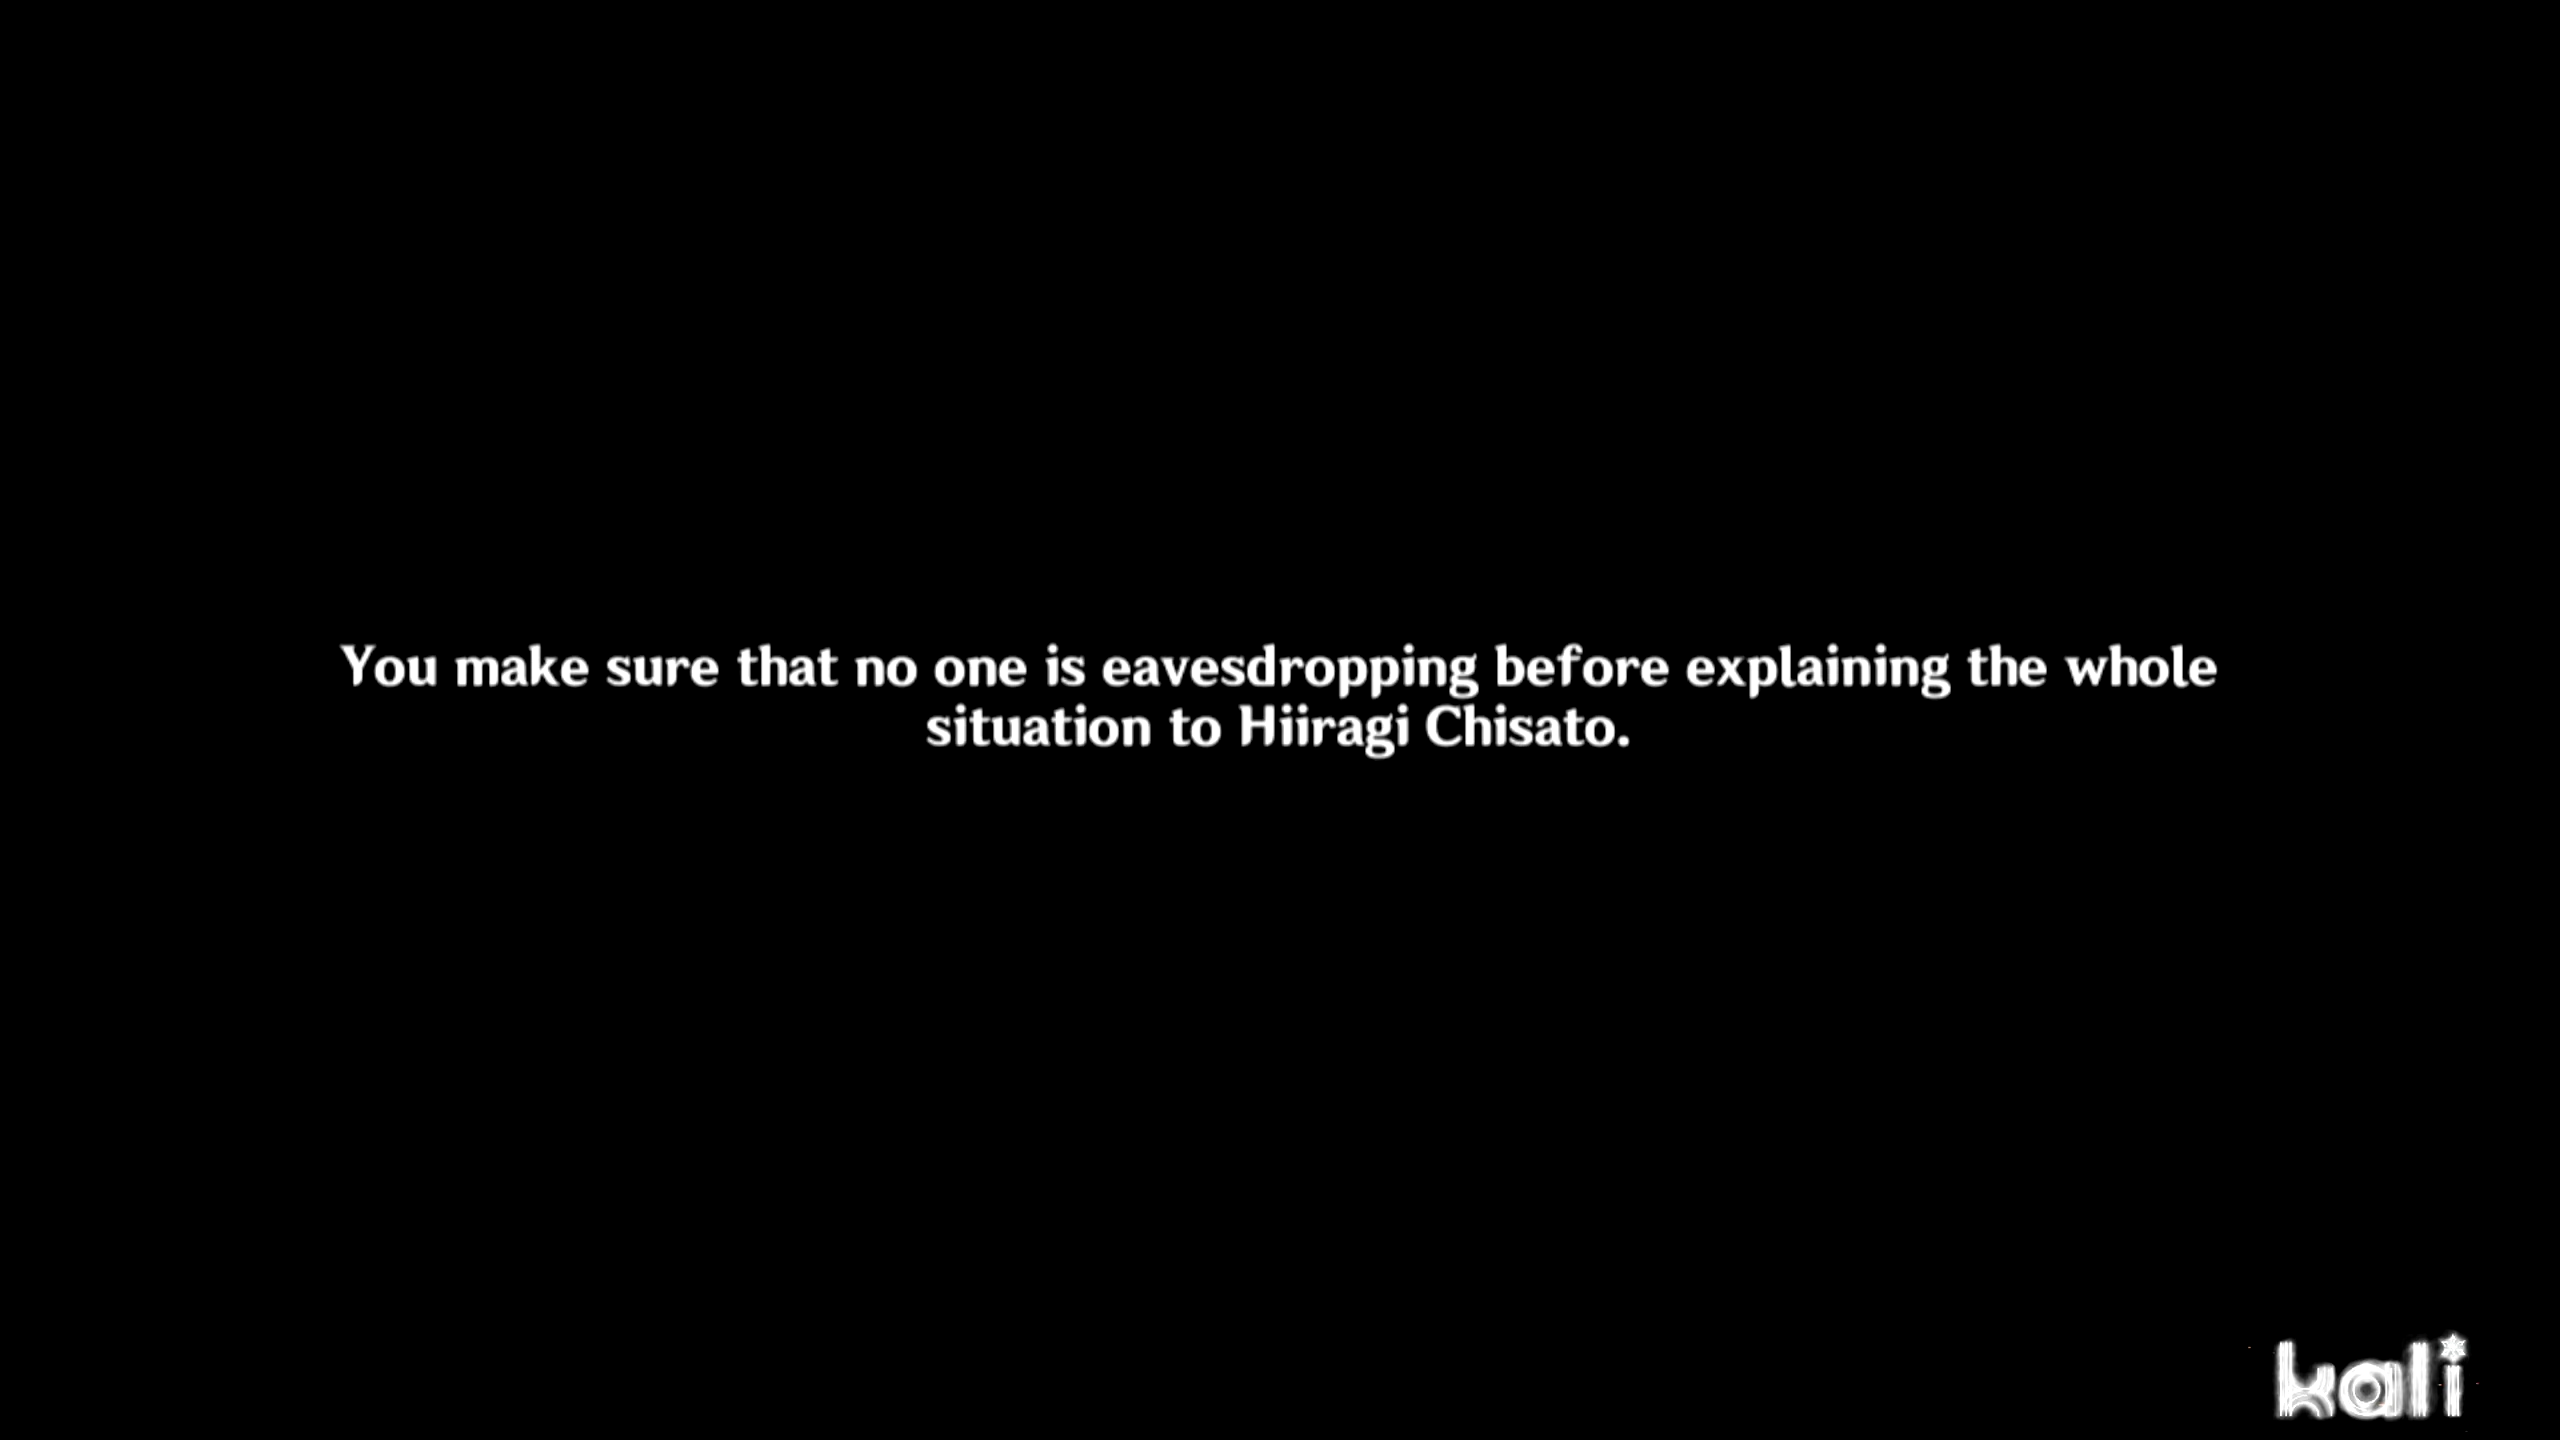 You make sure that no one is eavesdropping before explaining the whole
situation to Hiiragi Chisato.
kali